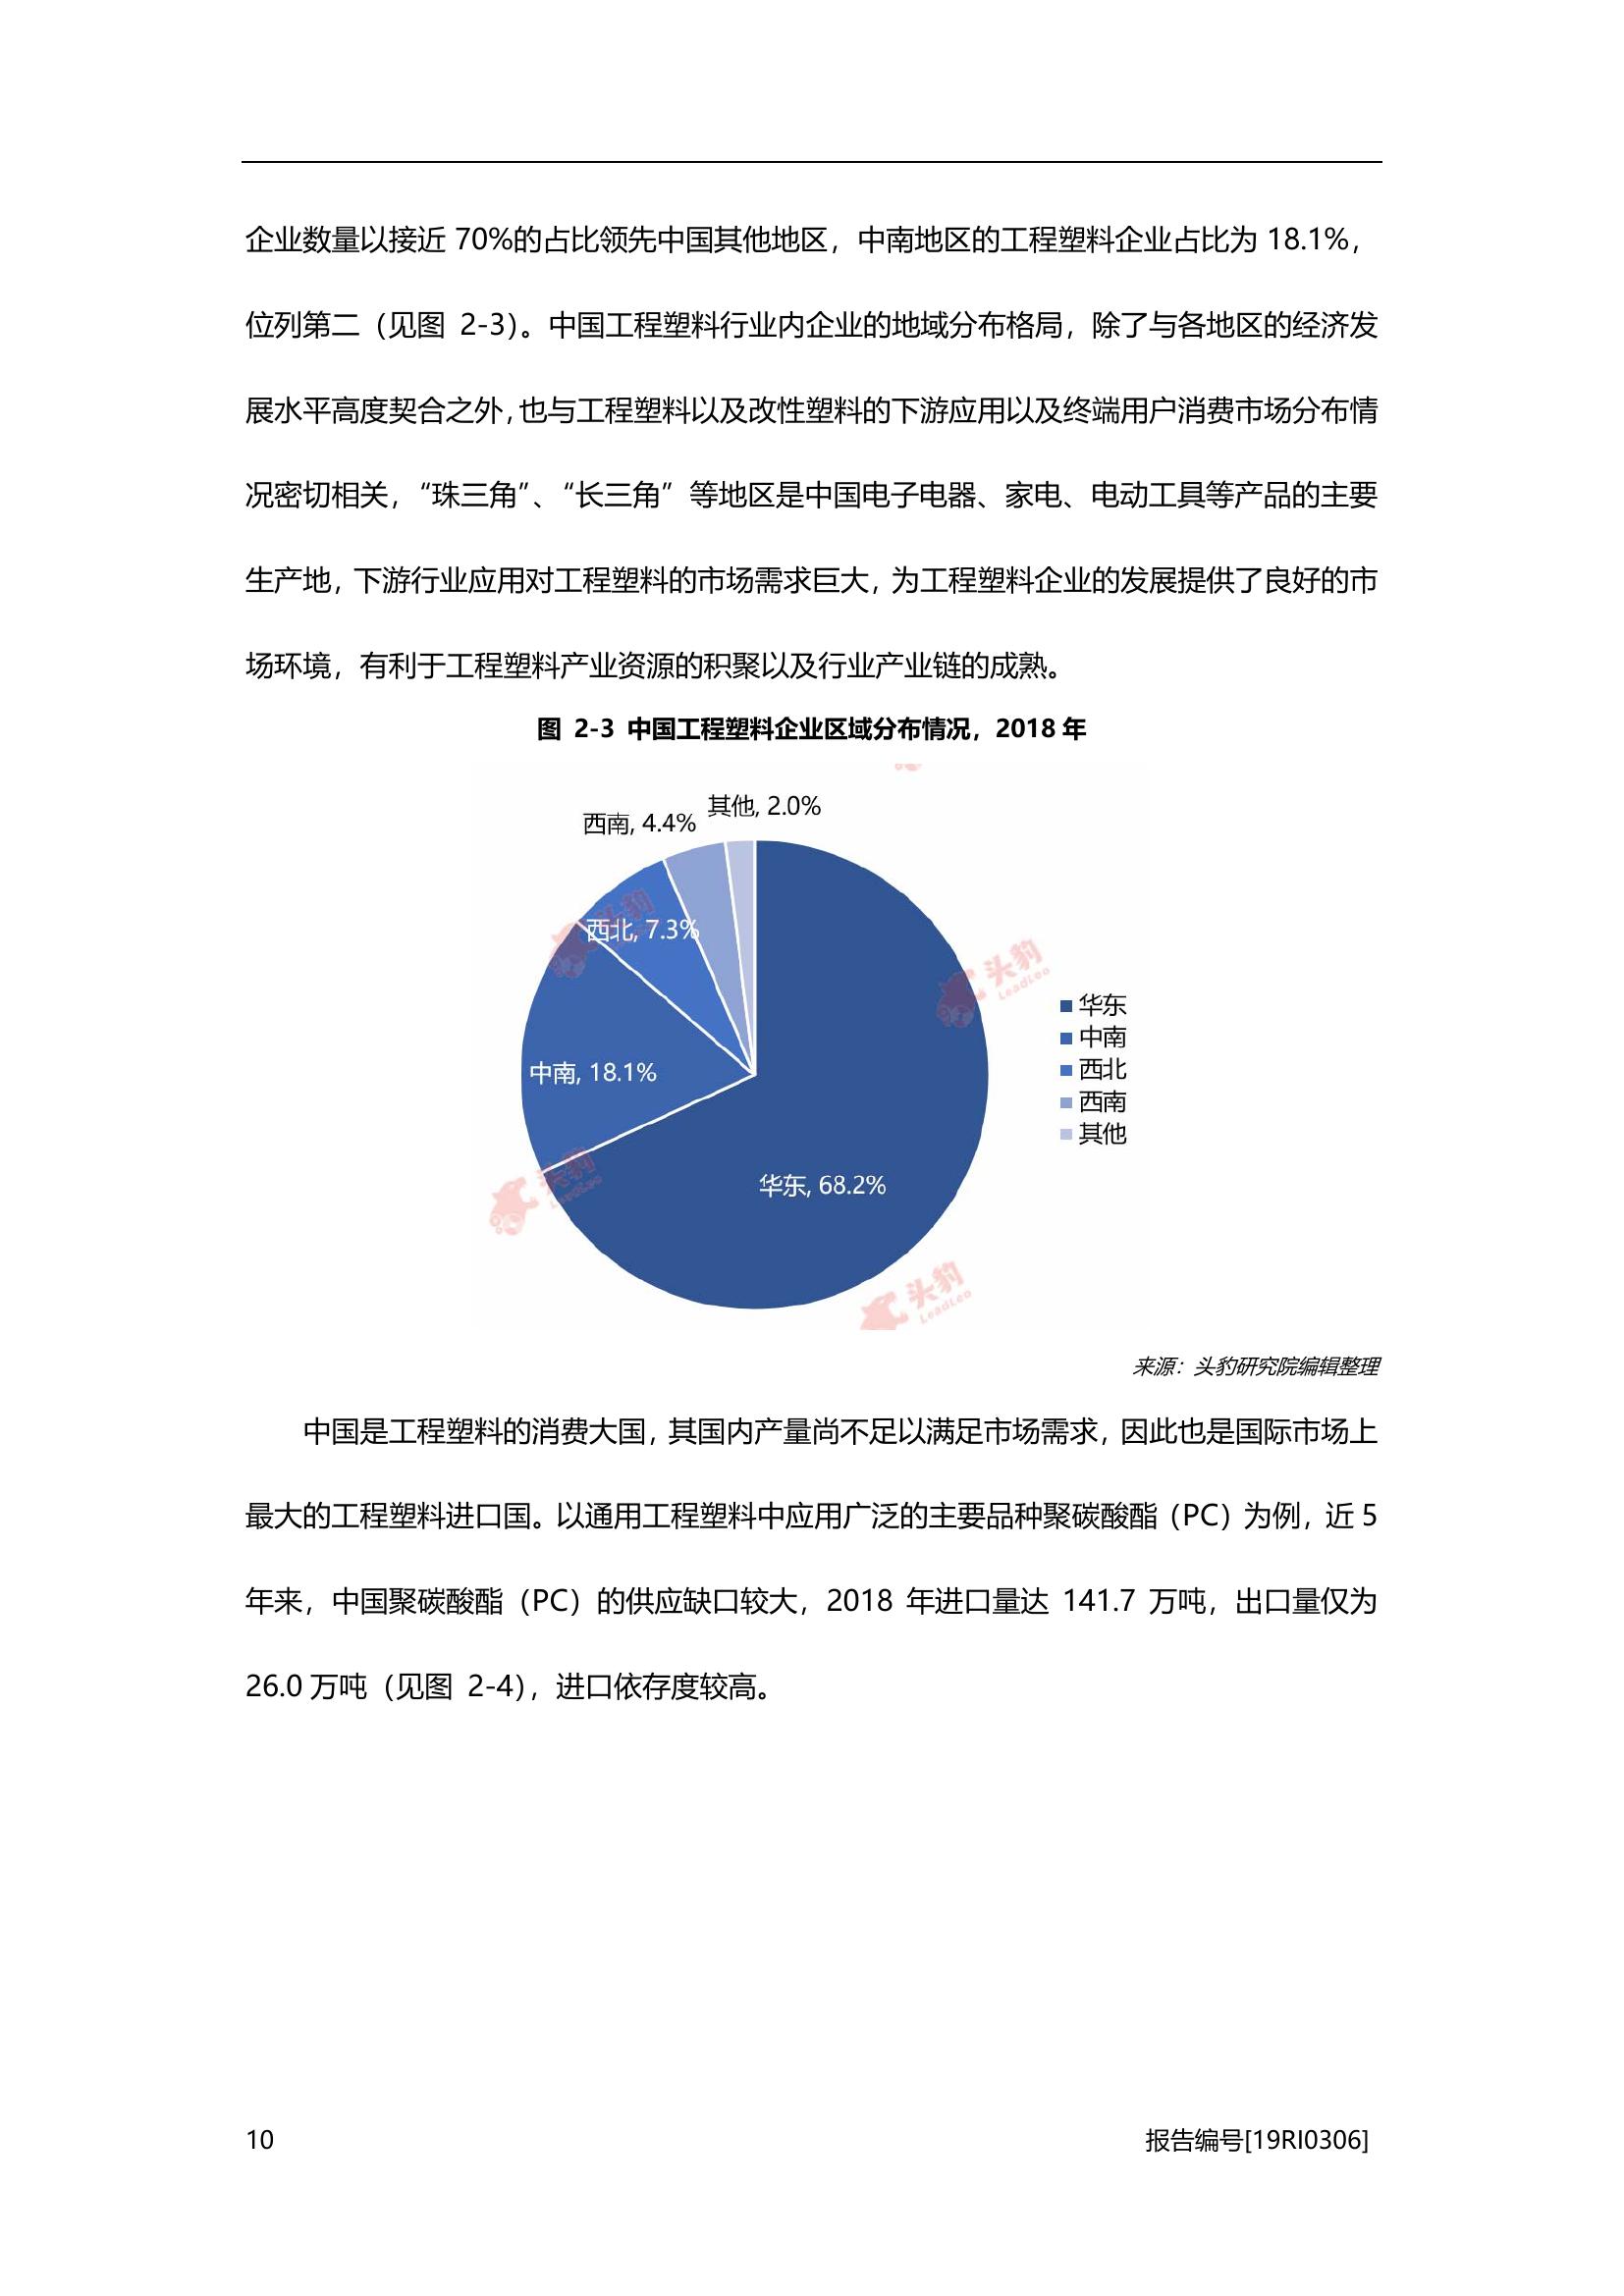 企业数量以接近 70%的占比领先中国其他地区，中南地区的工程塑料企业占比为 18.1%，
位列第二（见图 2-3）。中国工程塑料行业内企业的地域分布格局，除了与各地区的经济发
展水平高度契合之外，也与工程塑料以及改性塑料的下游应用以及终端用户消费市场分布情
况密切相关，“珠三角”、“长三角” 等地区是中国电子电器、家电、电动工具等产品的主要
生产地，下游行业应用对工程塑料的市场需求巨大，为工程塑料企业的发展提供了良好的市
场环境，有利于工程塑料产业资源的积聚以及行业产业链的成熟。
图 2-3 中国工程塑料企业区域分布情况，2018 年
其他, 2.0%
西南, 4.4%
西北, 7.3%
中南, 18.1%
华东, 68.2%
华东
中南
西北
西南
其他
头豹
LeadLeo
头豹
LeadLeo
头豹
LeadLeo
头豹
来源：头豹研究院编辑整理
中国是工程塑料的消费大国，其国内产量尚不足以满足市场需求，因此也是国际市场上
最大的工程塑料进口国。以通用工程塑料中应用广泛的主要品种聚碳酸酯（PC）为例，近 5
年来，中国聚碳酸酯（PC）的供应缺口较大，2018 年进口量达 141.7 万吨，出口量仅为
26.0 万吨（见图 2-4），进口依存度较高。
10
报告编号[19RI0306]